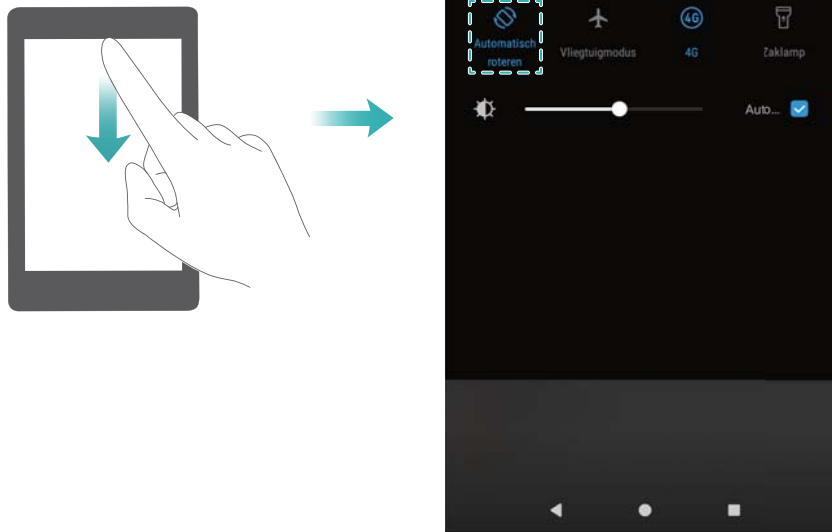 Automatisch
roteren
Vliegtuigmodus
4G
4G
Zaklamp
Auto...